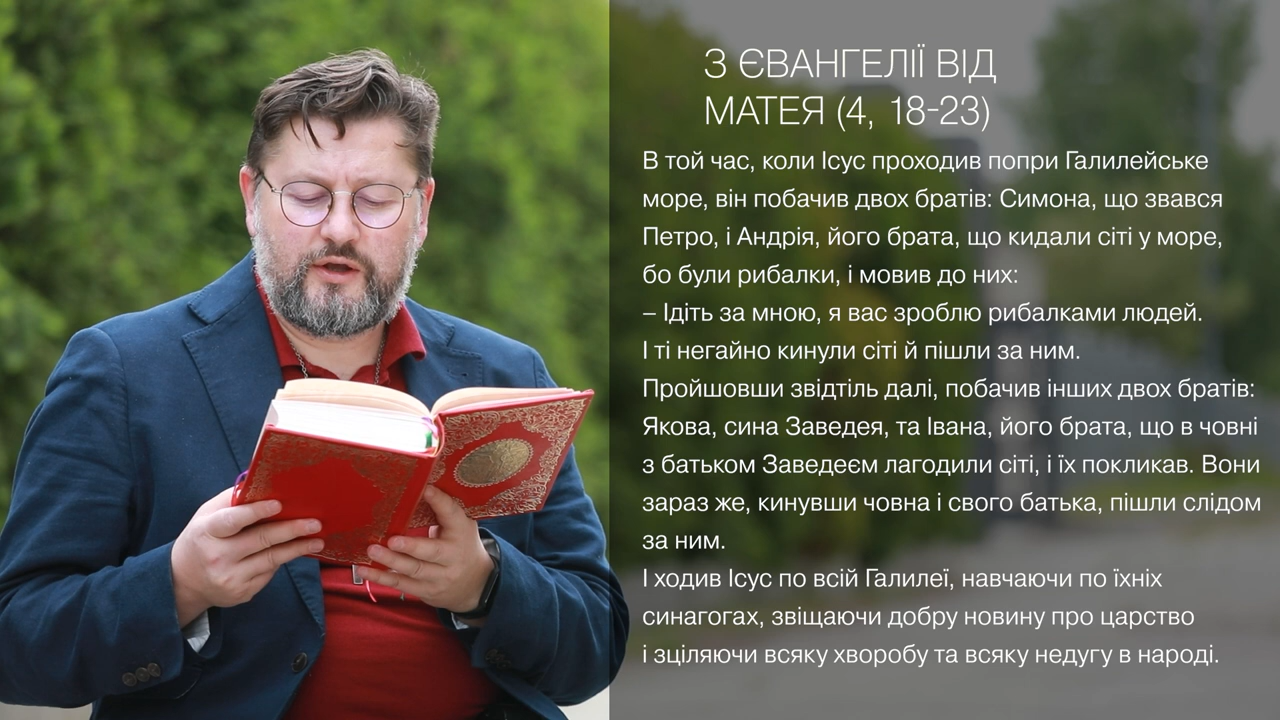 З ЄВАНГЕЛІЇ ВІД
МАТЕЯ (4, 18-23)
В той час, коли Ісус проходив попри Галилейське
море, він побачив двох братів: Симона, що звався
Петро, і Андрія, його брата, що кидали сіті у море,
бо були рибалки, і мовив до них:
– Ідіть за мною, я вас зроблю рибалками людей.
І ті негайно кинули сіті й пішли за ним.
Пройшовши звідтіль далі, побачив інших двох братів:
Якова, сина Заведея, та Івана, його брата, що в човні
з батьком Заведеєм лагодили сіті, і їх покликав. Вони
зараз же, кинувши човна і свого батька, пішли слідом
за ним.
І ходив Ісус по всій Галилеї, навчаючи по їхніх
синагогах, звіщаючи добру новину про царство
і зціляючи всяку хворобу та всяку недугу в народі.